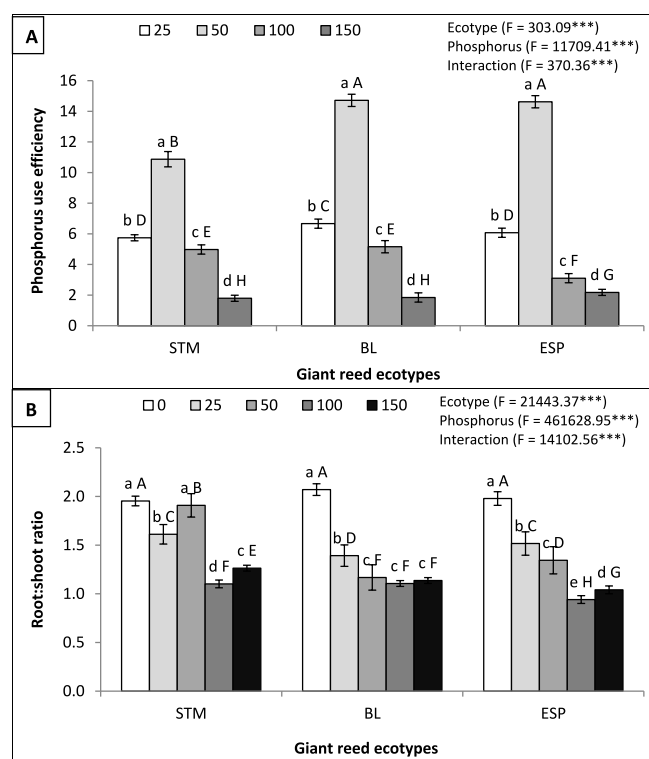 A
25 50 100 150
Ecotype (F = 303.09***)
Phosphorus (F = 11709.41***)
Interaction (F = 370.36***)
Phosphorus use efficiency
16
14
12
10
8
6
4
2
0
b D
a B
c E
d H
b C
a A
c E
d H
b D
a A
c F
d G
STM BL ESP
Giant reed ecotypes
B
0 25 50 100 150
Ecotype (F = 21443.37***)
Phosphorus (F = 461628.95***)
Interaction (F = 14102.56***)
Root:shoot ratio
2.5
2.0
1.5
1.0
0.5
0.0
a A
b C
a B
d F
c E
a A
b D
c F
c F
c F
a A
b C
c D
e H
d G
STM BL ESP
Giant reed ecotypes